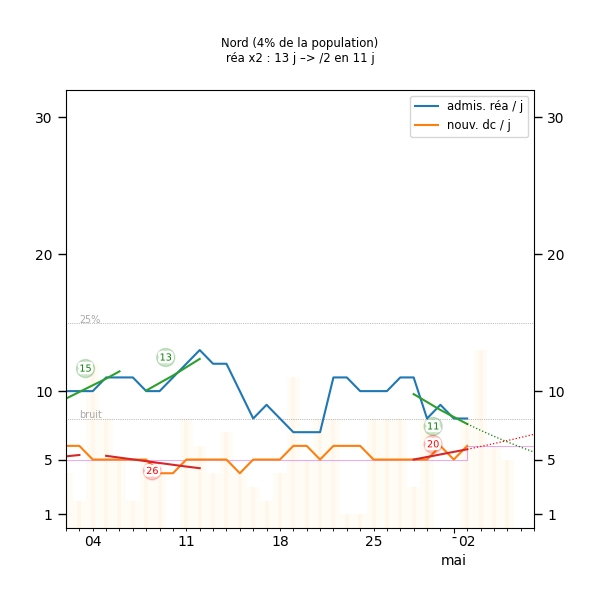 Nord (4% de la population)
réa x2 : 13 j –> /2 en 11 j
admis. réa / j
nouv. dc / j
30 30
20 20
25%
15 13
10 10
bruit
11
20
5 5
26
1 1
04 11 18 25 02
mai